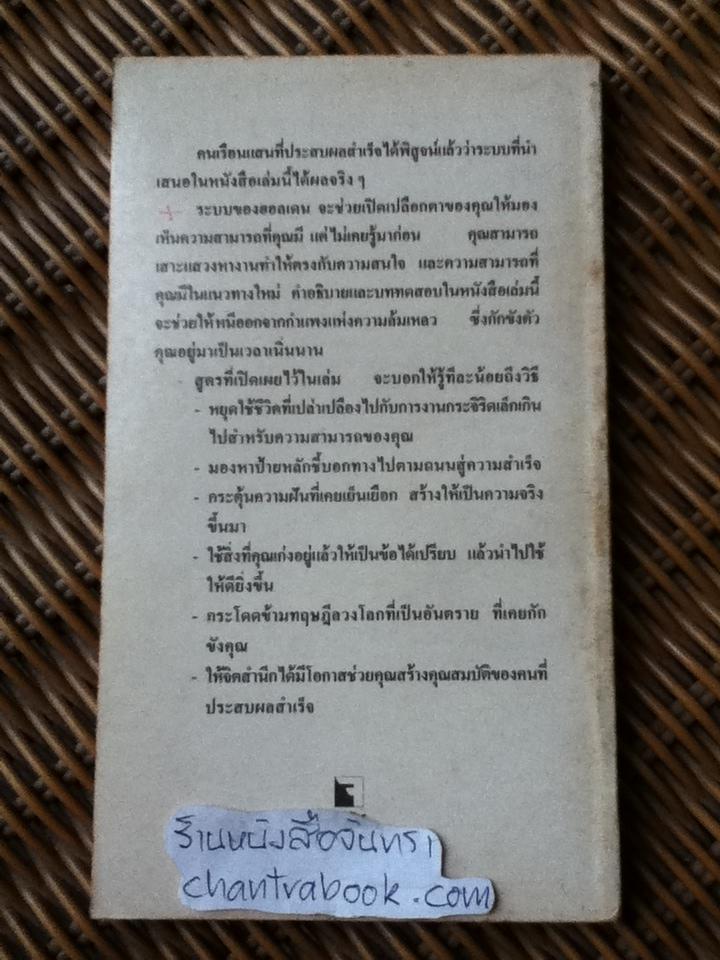 คนเรือนแสนที่ประสบผลสำเร็จได้พิสูจน์แล้วว่าระบบที่นำ
เสนอในหนังสือเล่มนี้ได้ผลจริง ๆ
ระบบของฮอลเดน จะช่วยเปิดเปลือกตาของคุณให้มอง
เห็นความสามารถที่คุณมี แต่ไม่เคยรู้มาก่อน คุณสามารถ
เสาะแสวงหางานทำให้ตรงกับความสนใจ และความสามารถที่
คุณมีในแนวทางใหม่ คำอธิบายและบททดสอบในหนังสือเล่มนี้
จะช่วยให้หนีออกจากกำแพงแห่งความล้มเหลว ซึ่งกักขังตัว
คุณอยู่มาเป็นเวลาเนิ่นนาน
สูตรที่เปิดเผยไว้ในเล่ม จะบอกให้รู้ทีละน้อยถึงวิธี
- หยุดใช้ชีวิตที่เปล่าเปลืองไปกับการงานกระจิริดเล็กเกิน
ไปสำหรับความสามารถของคุณ
- มองหาป้ายหลักชี้บอกทางไปตามถนนสู่ความสำเร็จ
- กระตุ้นความฝันที่เคยเย็นเยือก สร้างให้เป็นความจริง
ขึ้นมา
- ใช้สิ่งที่คุณเก่งอยู่แล้วให้เป็นข้อได้เปรียบ แล้วนำไปใช้
ให้ดียิ่งขึ้น
- กระโดดข้ามทฤษฎีลวงโลกที่เป็นอันตราย ที่เคยกัก
ขังคุณ
- ให้จิตสำนึกได้มีโอกาสช่วยคุณสร้างคุณสมบัติของคนที่
ประสบผลสำเร็จ
ร้านหนังสือจันทรา
chantrabook.com